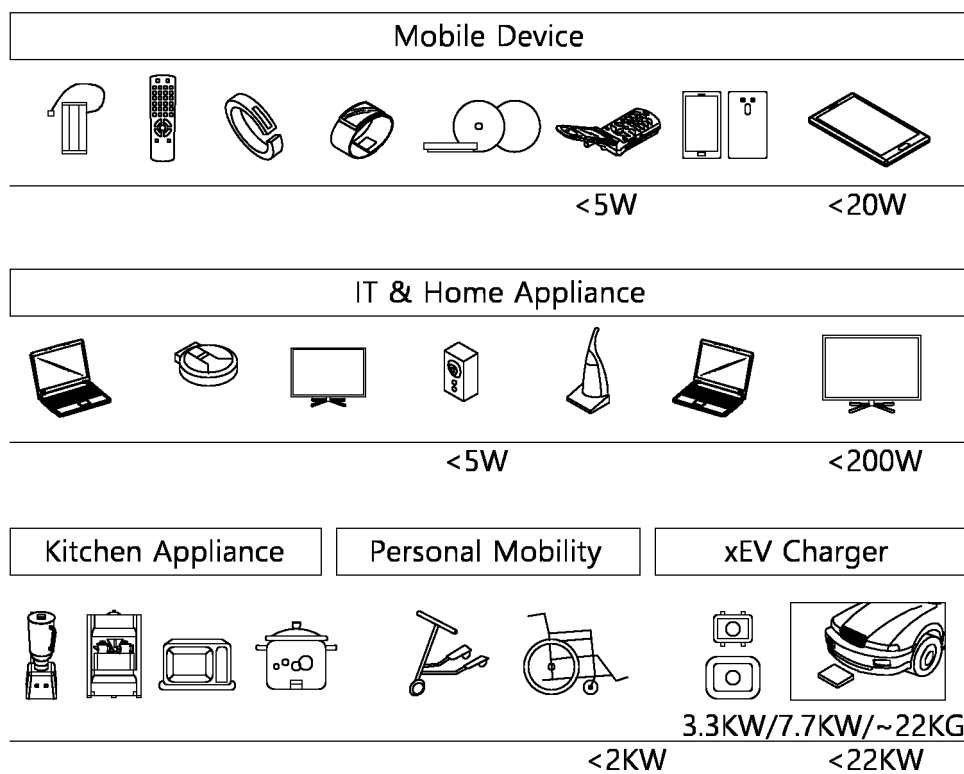 Mobile Device
<5W <20W
IT & Home Appliance
<5W <200W
Kitchen Appliance Personal Mobility xEV Charger
3.3KW/7.7KW/~22KG
<2KW <22KW